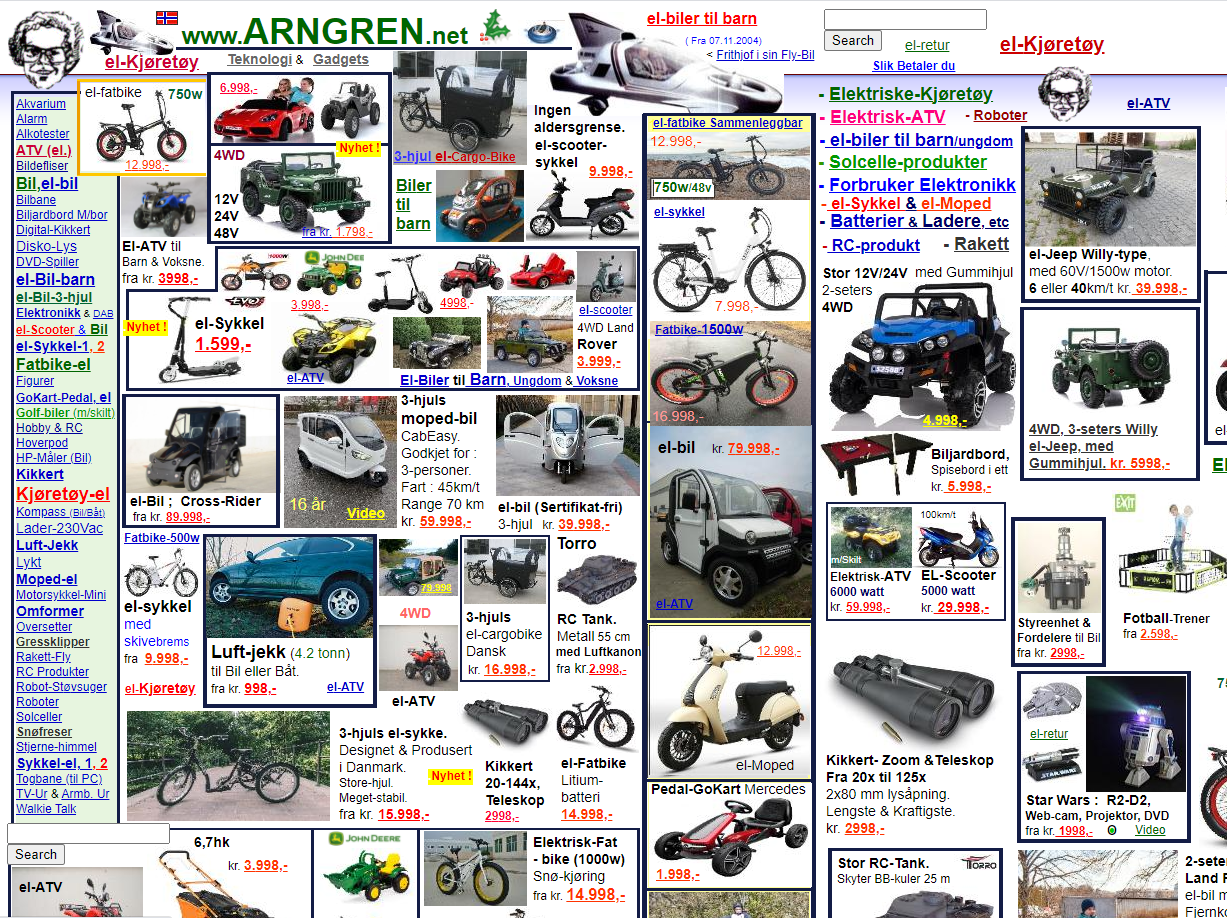 www.ARNGREN.net
el-Kjøretøy
Teknologi & Gadgets
el-biler til barn
( Fra 07.11.2004)
< Frithjof i sin Fly-Bil
Search
el-retur
el-Kjøretøy
Slik Betaler du
Akvarium
Alarm
Alkotester
ATV (el.)
Bildefliser
Bil,el-bil
Bilbane
Biljardbord M/bor
Digital-Kikkert
Disko-Lys
DVD-Spiller
el-Bil-barn
el-Bil-3-hjul
Elektronikk & DAB
el-Scooter & Bil
el-Sykkel-1, 2
Fatbike-el
Figurer
GoKart-Pedal, el
Golf-biler (m/skilt)
Hobby & RC
Hoverpod
HP-Måler (Bil)
Kikkert
Kjøretøy-el
Kompass (Bil/Båt)
Lader-230Vac
Luft-Jekk
Lykt
Moped-el
Motorsykkel-Mini
Omformer
Oversetter
Gressklipper
Rakett-Fly
RC Produkter
Robot-Støvsuger
Roboter
Solceller
Snøfreser
Stjerne-himmel
Sykkel-el, 1, 2
Togbane (til PC)
TV-Ur & Armb. Ur
Walkie Talk
Search
el-ATV
el-fatbike 750w
12.998,-
6.998,-
Nyhet !
4WD
12V
24V
48V
fra kr. 1.798,-
3-hjul el-Cargo-Bike
Ingen
aldersgrense.
el-scooter-
sykkel
9.998,-
Biler
til
barn
El-ATV til
Barn & Voksne.
fra kr. 3998,-
1000W
JOHN DEERE
3.998,-
4998,-
el-scooter
Nyhet !
EVO
el-Sykkel
1.599,-
el-ATV
4WD Land
Rover
3.999,-
El-Biler til Barn, Ungdom & Voksne
el-Bil ; Cross-Rider
fra kr. 89.998,-
16 år
Video
3-hjuls
moped-bil
CabEasy.
Godkjet for :
3-personer.
Fart : 45km/t
Range 70 km
kr. 59.998,-
el-bil (Sertifikat-fri)
3-hjul kr. 39.998,-
Fatbike-500w
el-sykkel
med
skivebrems
fra 9.998,-
el-Kjøretøy
Luft-jekk (4.2 tonn)
til Bil eller Båt.
fra kr. 998,-
el-ATV
79.998
4WD
el-ATV
3-hjuls
el-cargobike
Dansk
kr. 16.998,-
Torro
RC Tank.
Metall 55 cm
med Luftkanon
fra kr.2.998,-
3-hjuls el-sykke.
Designet & Produsert
i Danmark.
Store-hjul.
Meget-stabil.
fra kr. 15.998,-
Nyhet !
Kikkert
20-144x,
Teleskop
2998,-
el-Fatbike
Litium-
batteri
14.998,-
6,7hk
kr. 3.998,-
JOHN DEERE
Elektrisk-Fat
- bike (1000w)
Snø-kjøring
fra kr. 14.998,-
el-fatbike Sammenleggbar
12.998,-
750w/48v
el-sykkel
7.998,-
Fatbike-1500w
16.998,-
el-bil kr. 79.998,-
el-ATV
12.998,-
el-Moped
Pedal-GoKart Mercedes
1.998,-
- Elektriske-Kjøretøy
- Elektrisk-ATV
- Roboter
- el-biler til barn/ungdom
- Solcelle-produkter
- Forbruker Elektronikk
- el-Sykkel & el-Moped
- Batterier & Ladere, etc
- RC-produkt
- Rakett
el-ATV
Stor 12V/24V med Gummihjul
2-seters
4WD
4.998,-
el-Jeep Willy-type,
med 60V/1500w motor.
6 eller 40km/t kr. 39.998,-
4WD, 3-seters Willy
el-Jeep, med
Gummihjul. kr. 5998,-
Biljardbord,
Spisebord i ett
kr. 5.998,-
m/Skilt
Elektrisk-ATV
6000 watt
kr. 59.998,-
100km/t
EL-Scooter
5000 watt
kr. 29.998,-
Styreenhet &
Fordelere til Bil
fra kr. 2998,-
EXIT
Fotball-Trener
fra 2.598,-
Kikkert- Zoom &Teleskop
Fra 20x til 125x
2x80 mm lysåpning.
Lengste & Kraftigste.
kr. 2998,-
el-retur
STAR WARS
Star Wars : R2-D2,
Web-cam, Projektor, DVD
fra kr. 1998,-
Video
Stor RC-Tank.
Skyter BB-kuler 25 m
TORRO
2-seter
Land R
el-bil m
Fjernko